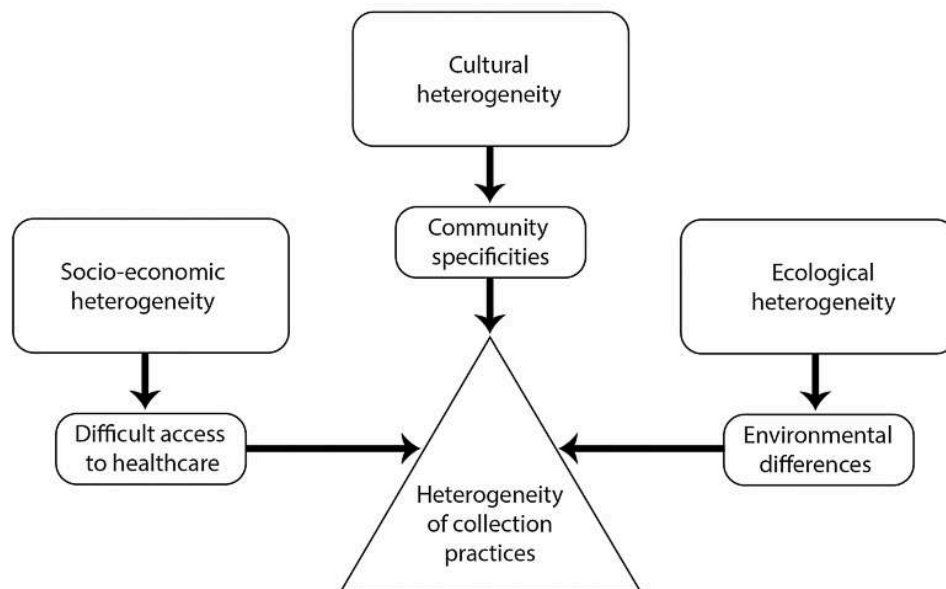 Cultural
heterogeneity
Community
specificities
Socio-economic
heterogeneity
Ecological
heterogeneity
Difficult access
to healthcare
Environmental
differences
Heterogeneity
of collection
practices